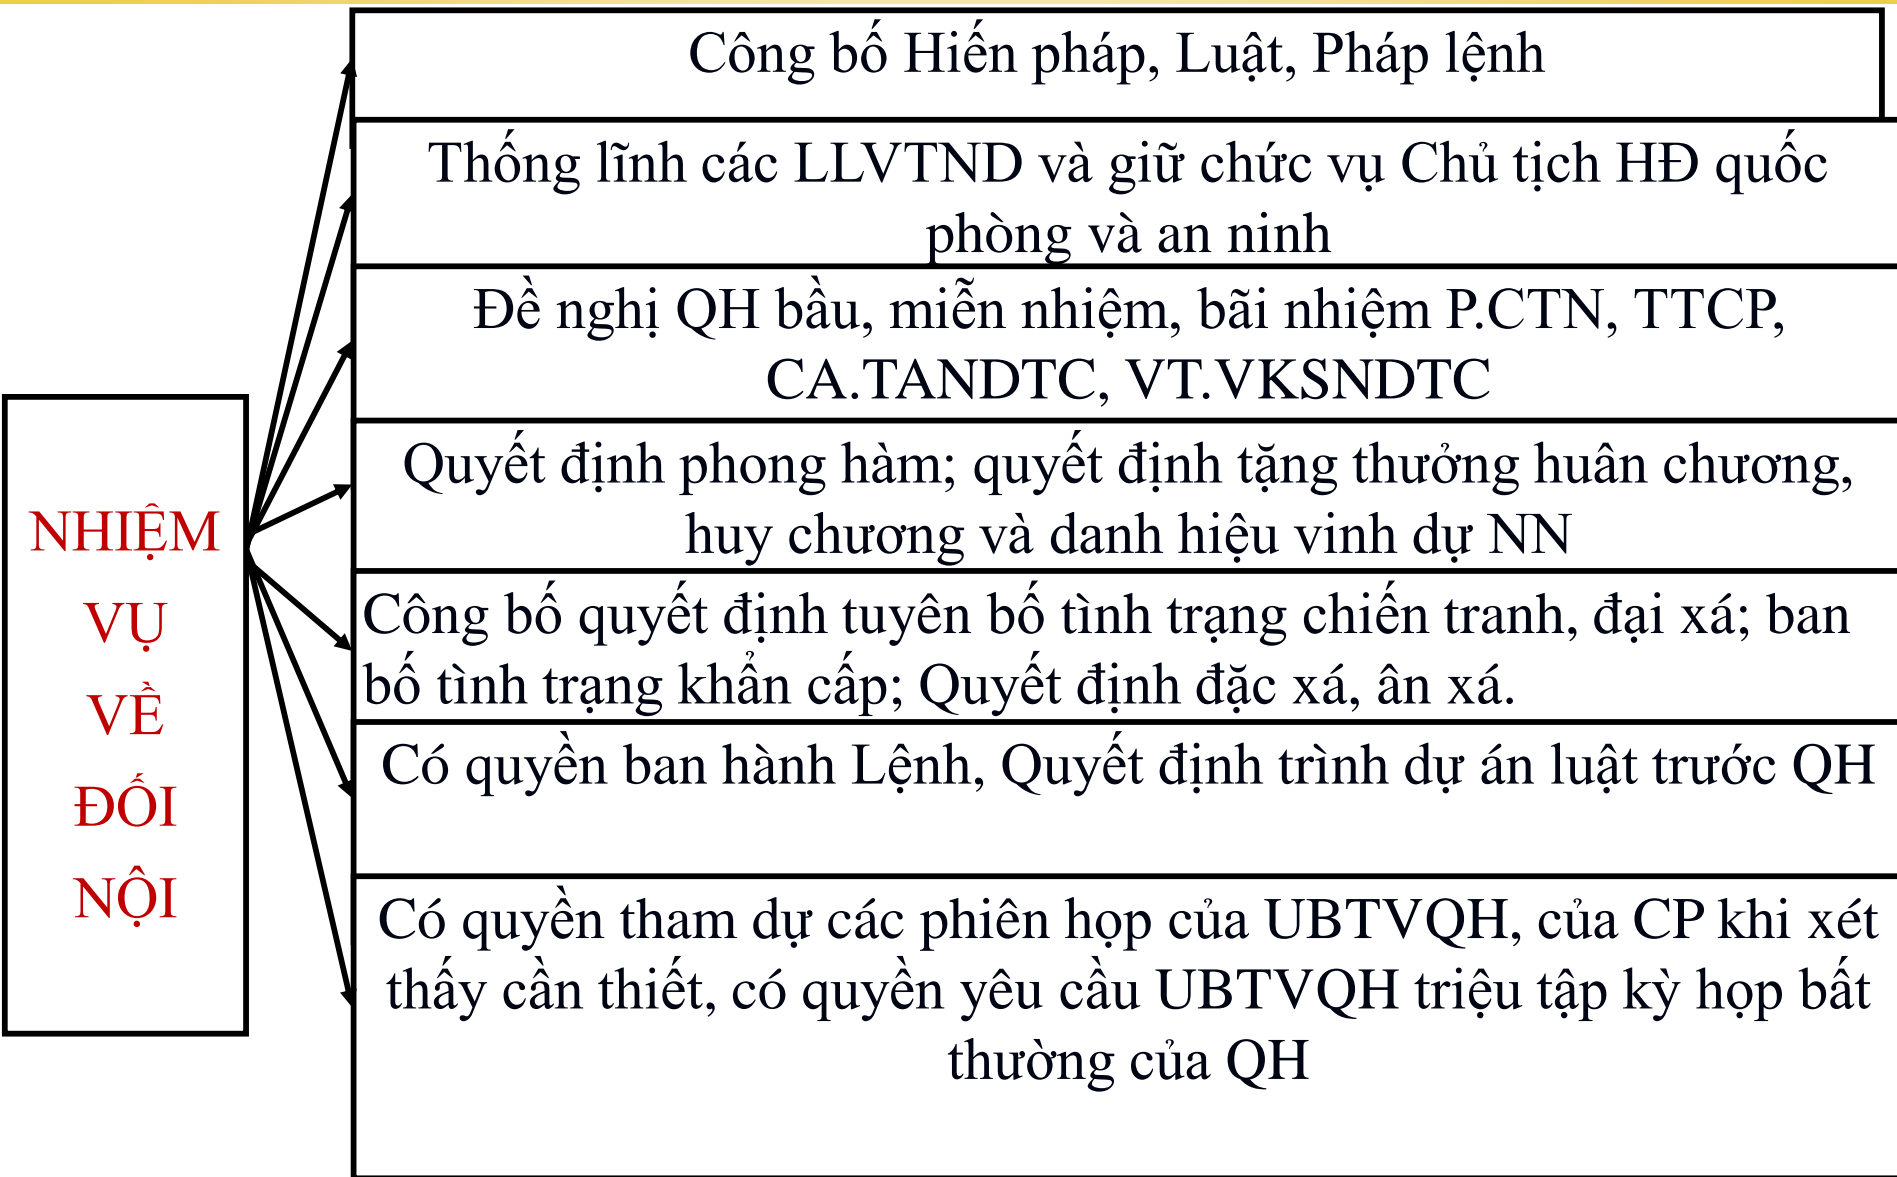 Công bố Hiến pháp, Luật, Pháp lệnh
Thống lĩnh các LLVTND và giữ chức vụ Chủ tịch HĐ quốc
phòng và an ninh
Đề nghị QH bầu, miễn nhiệm, bãi nhiệm P.CTN, TTCP,
CA.TANDTC, VT.VKSNDTC
Quyết định phong hàm; quyết định tặng thưởng huân chương,
huy chương và danh hiệu vinh dự NN
Công bố quyết định tuyên bố tình trạng chiến tranh, đại xá; ban
bố tình trạng khẩn cấp; Quyết định đặc xá, ân xá.
Có quyền ban hành Lệnh, Quyết định trình dự án luật trước QH
Có quyền tham dự các phiên họp của UBTVQH, của CP khi xét
thấy cần thiết, có quyền yêu cầu UBTVQH triệu tập kỳ họp bất
thường của QH
NHIỆM
VỤ
VỀ
ĐỐI
NỘI